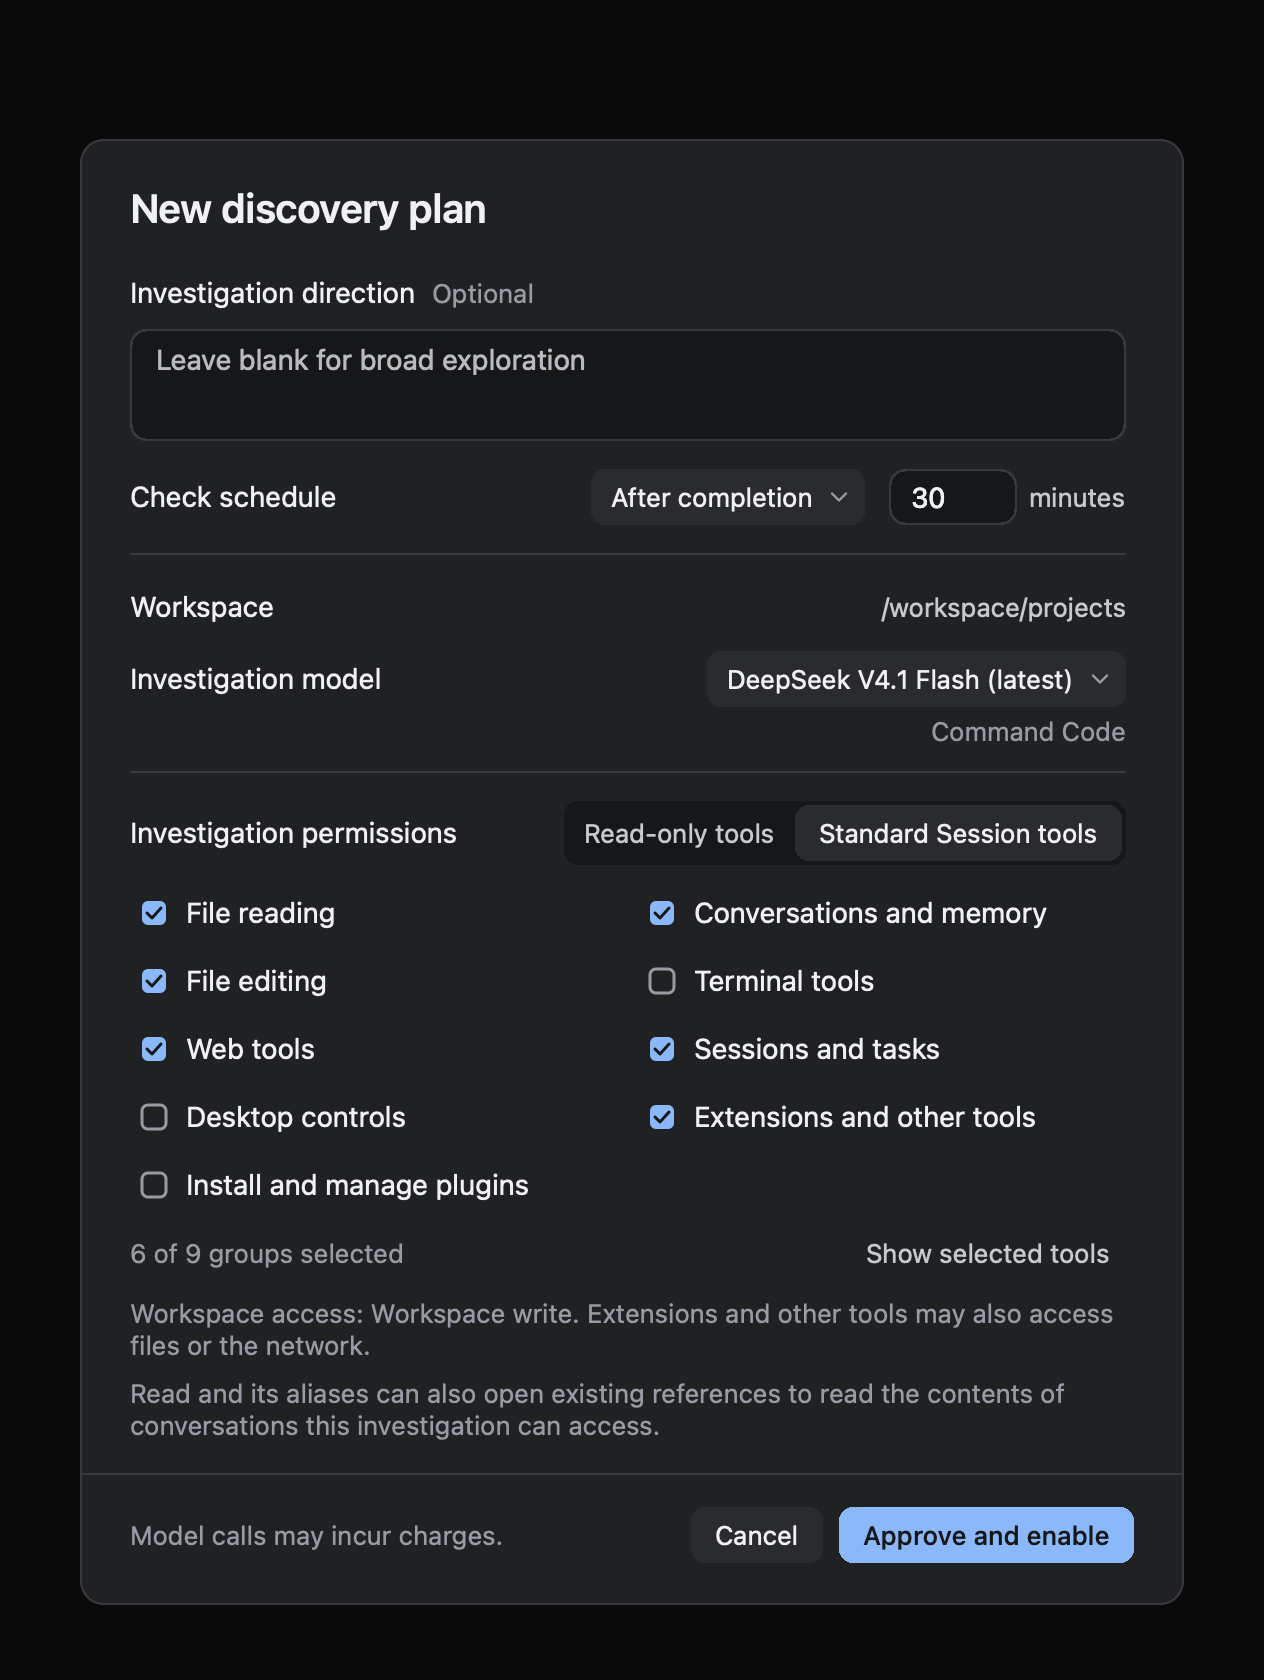 New discovery plan
Investigation direction Optional
Leave blank for broad exploration
Check schedule After completion 30 minutes
Workspace /workspace/projects
Investigation model DeepSeek V4.1 Flash (latest)
Command Code
Investigation permissions Read-only tools Standard Session tools
File reading Conversations and memory
File editing Terminal tools
Web tools Sessions and tasks
Desktop controls Extensions and other tools
Install and manage plugins
6 of 9 groups selected Show selected tools
Workspace access: Workspace write. Extensions and other tools may also access
files or the network.
Read and its aliases can also open existing references to read the contents of
conversations this investigation can access.
Model calls may incur charges. Cancel Approve and enable